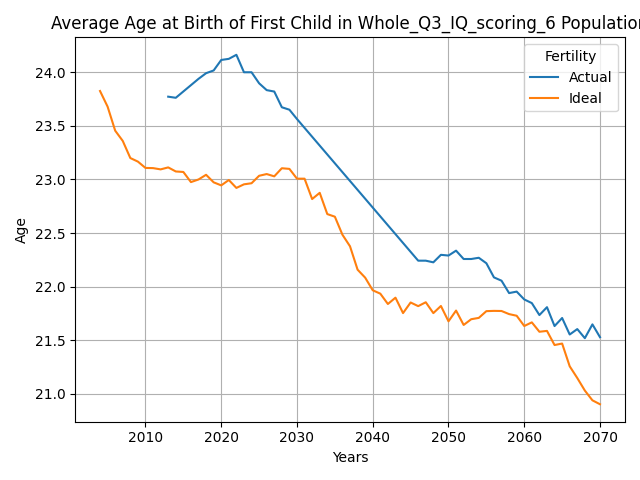 Average Age at Birth of First Child in Whole_Q3_IQ_scoring_6 Population
Fertility
Actual
Ideal
24.0
23.5
23.0
22.5
22.0
21.5
21.0
Age
2010 2020 2030 2040 2050 2060 2070
Years